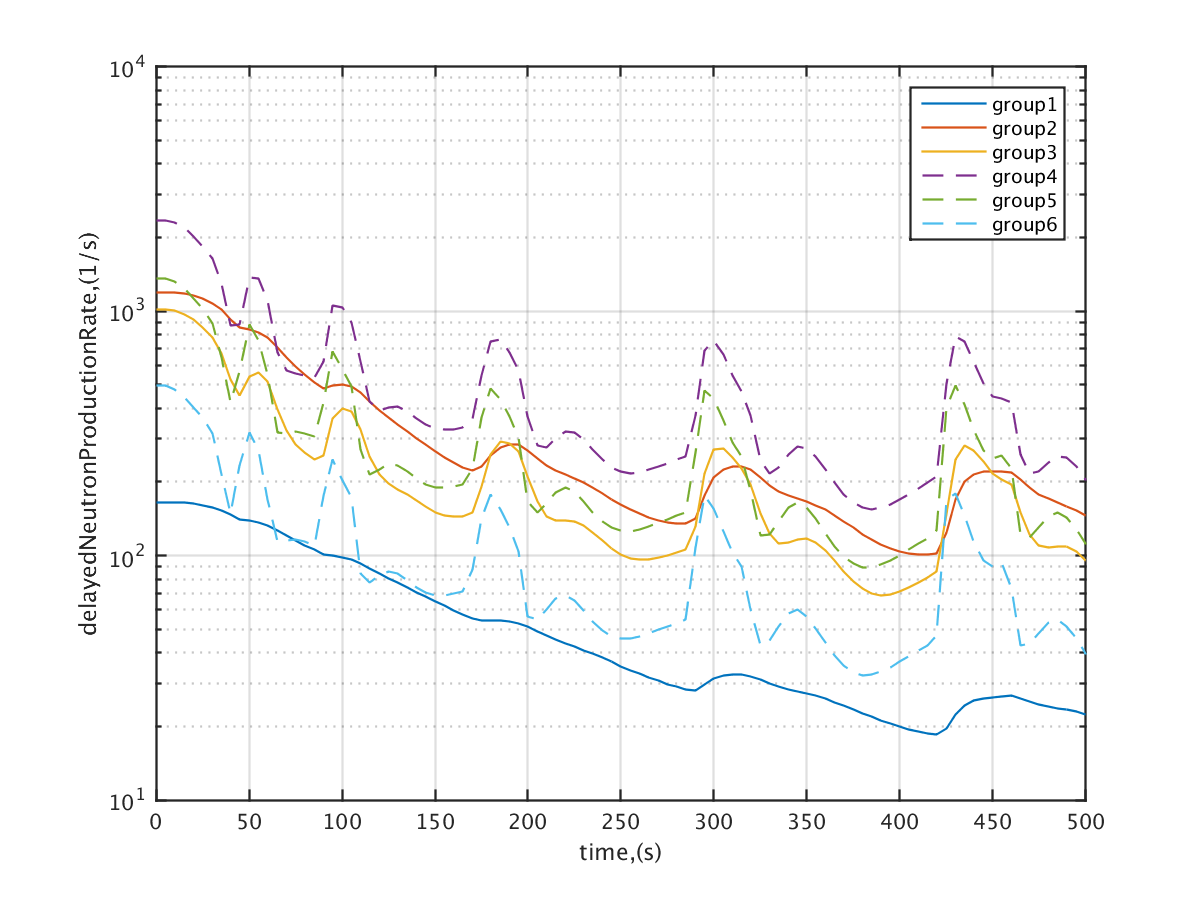 10^4
10^3
10^2
10^1
delayedNeutronProductionRate,(1/s)
group1
group2
group3
group4
group5
group6
0 50 100 150 200 250 300 350 400 450 500
time,(s)